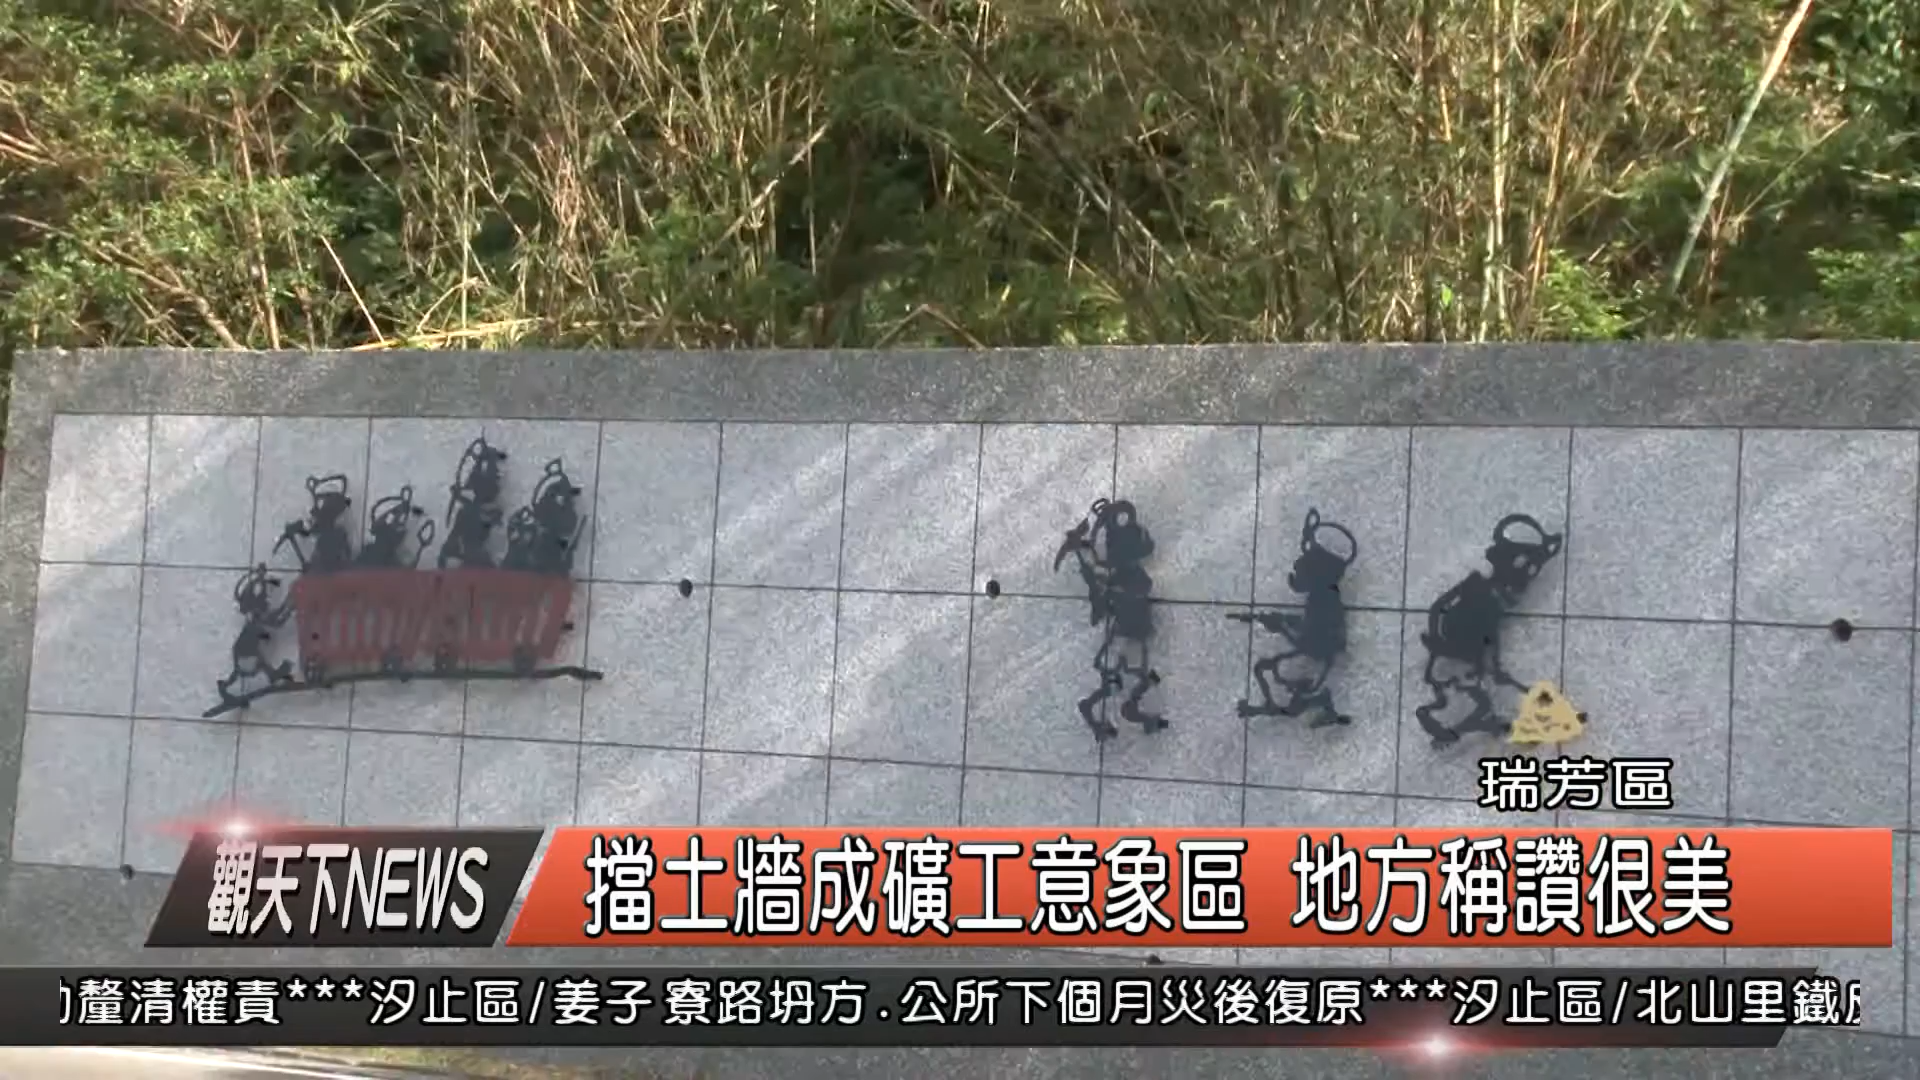 瑞芳區
觀天下NEWS
擋土牆成礦工意象區 地方稱讚很美
釐清權責***汐止區/姜子寮路坍方.公所下個月災後復原***汐止區/北山里鐵